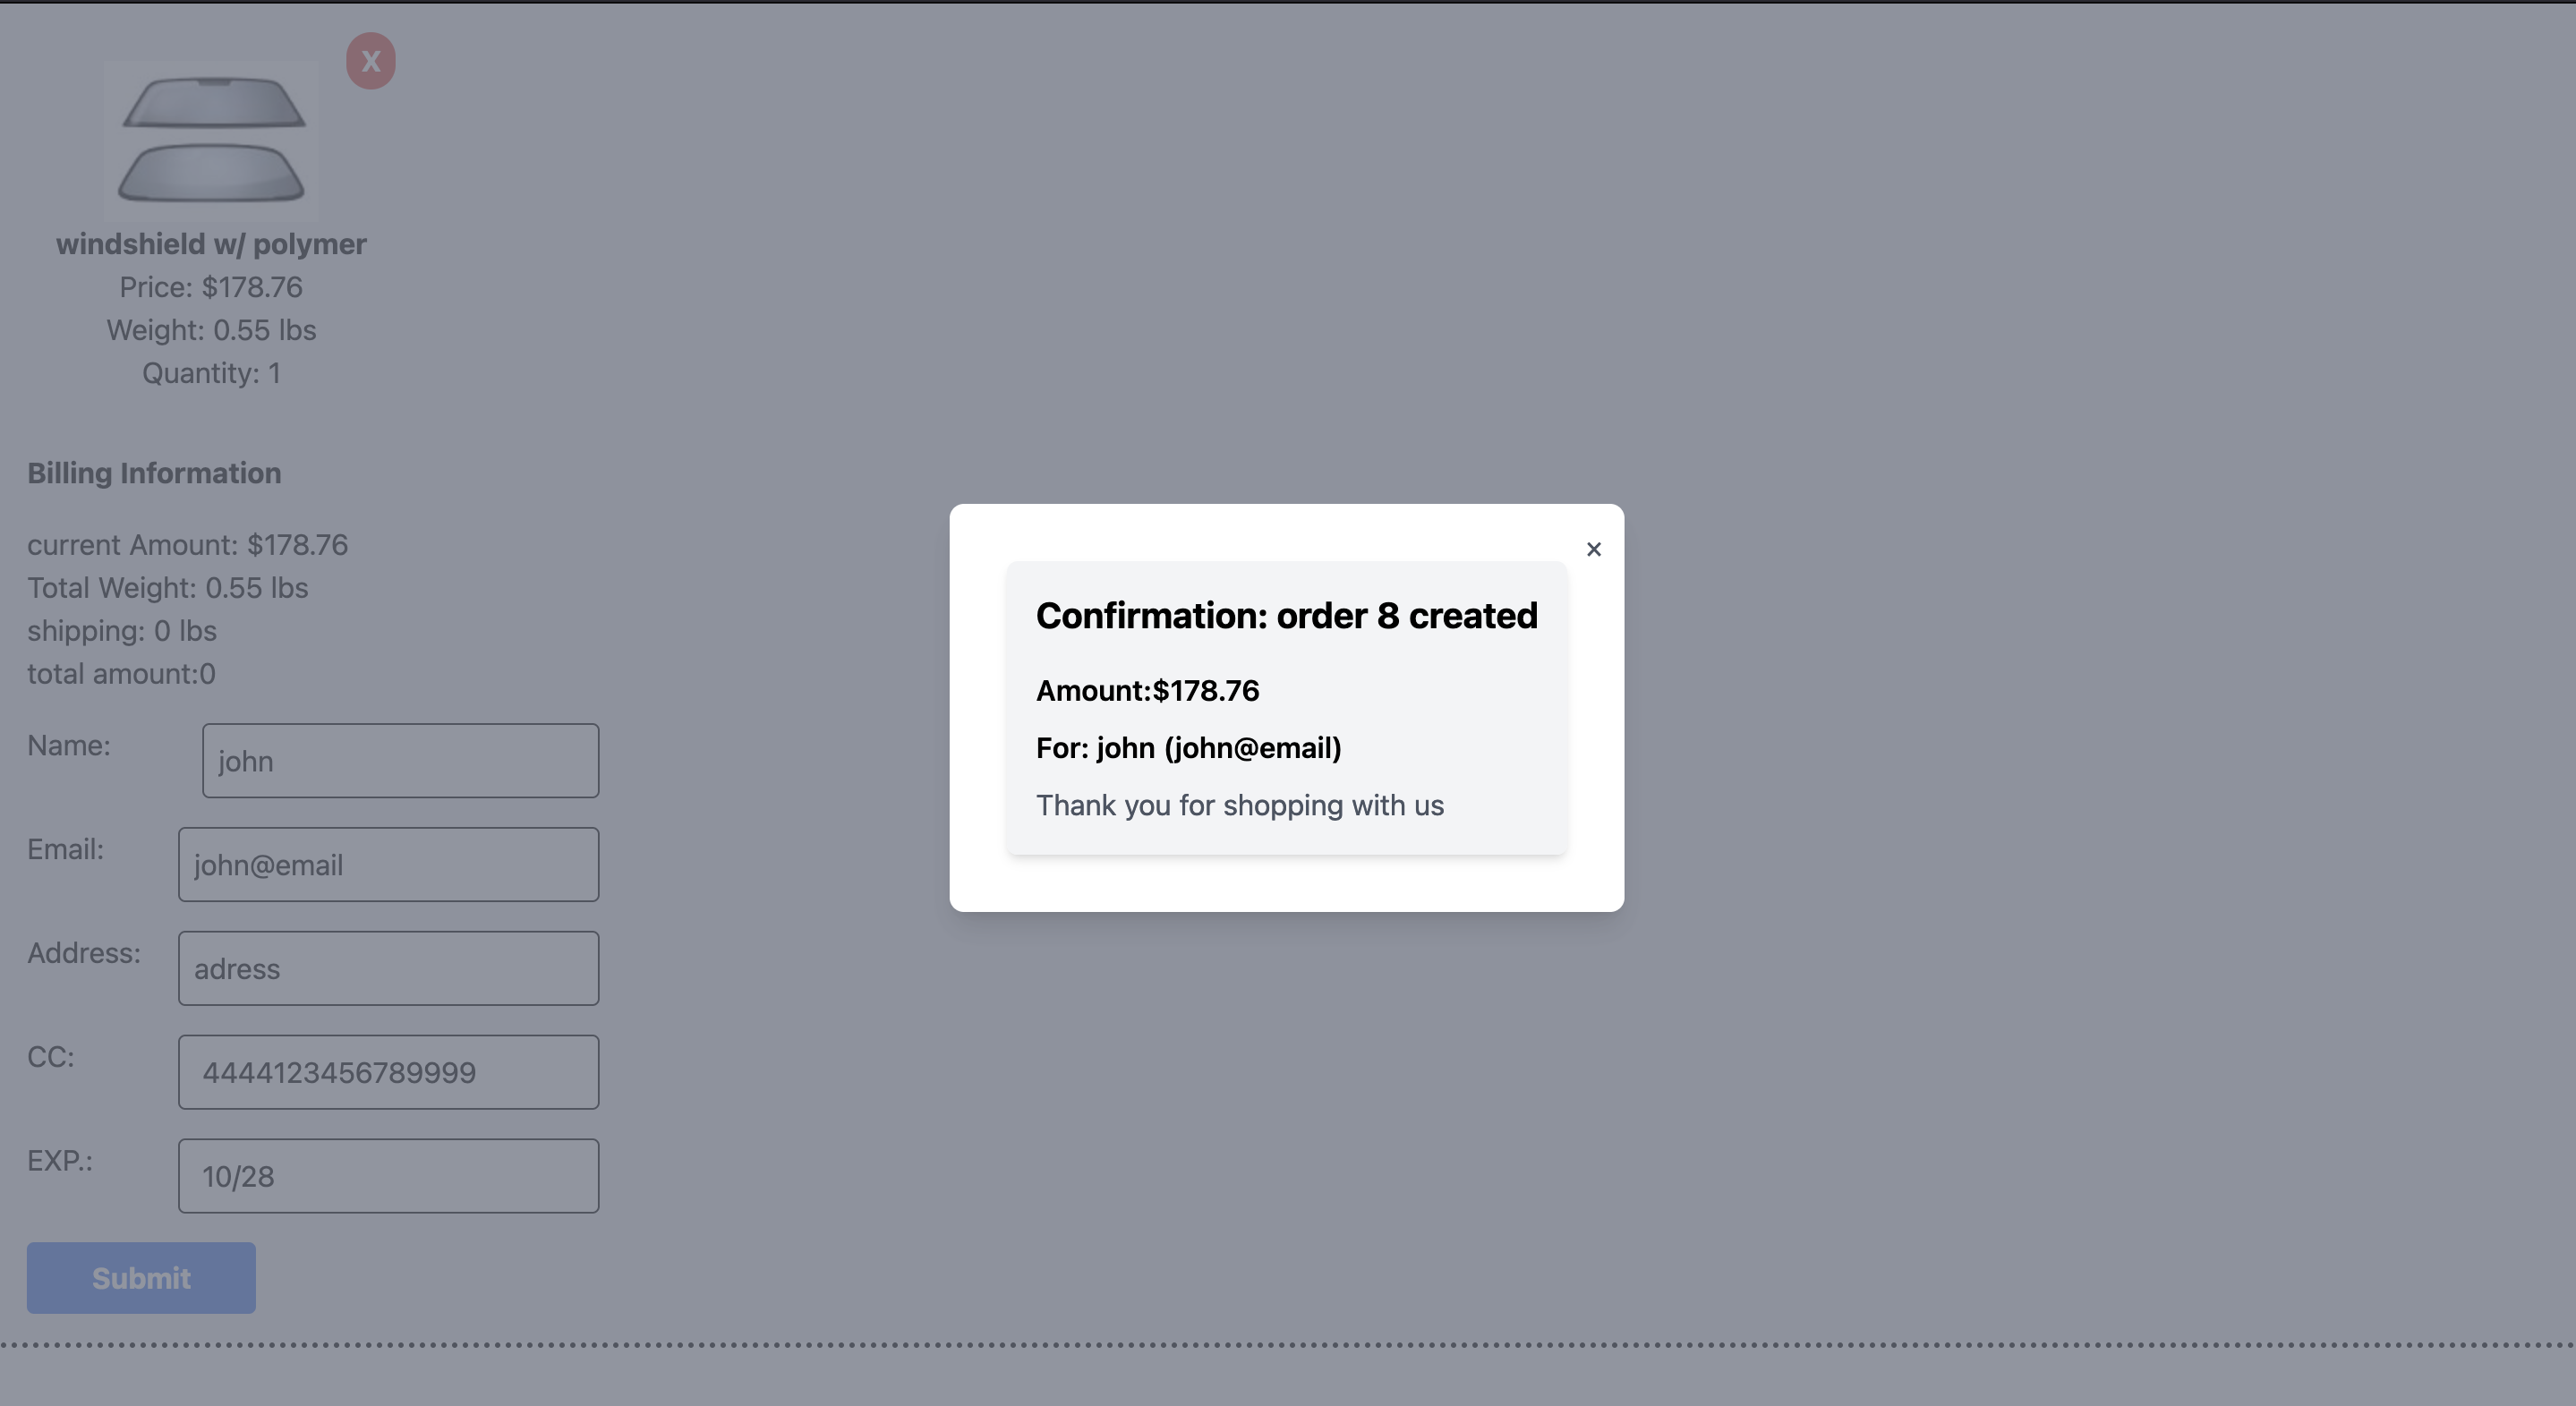 X
windshield w/ polymer
Price: $178.76
Weight: 0.55 lbs
Quantity: 1
Billing Information
current Amount: $178.76
Total Weight: 0.55 lbs
shipping: 0 lbs
total amount:0
Name: john
Email: john@email
Address: adress
CC: 4444123456789999
EXP.: 10/28
Submit
×
Confirmation: order 8 created
Amount:$178.76
For: john (john@email)
Thank you for shopping with us